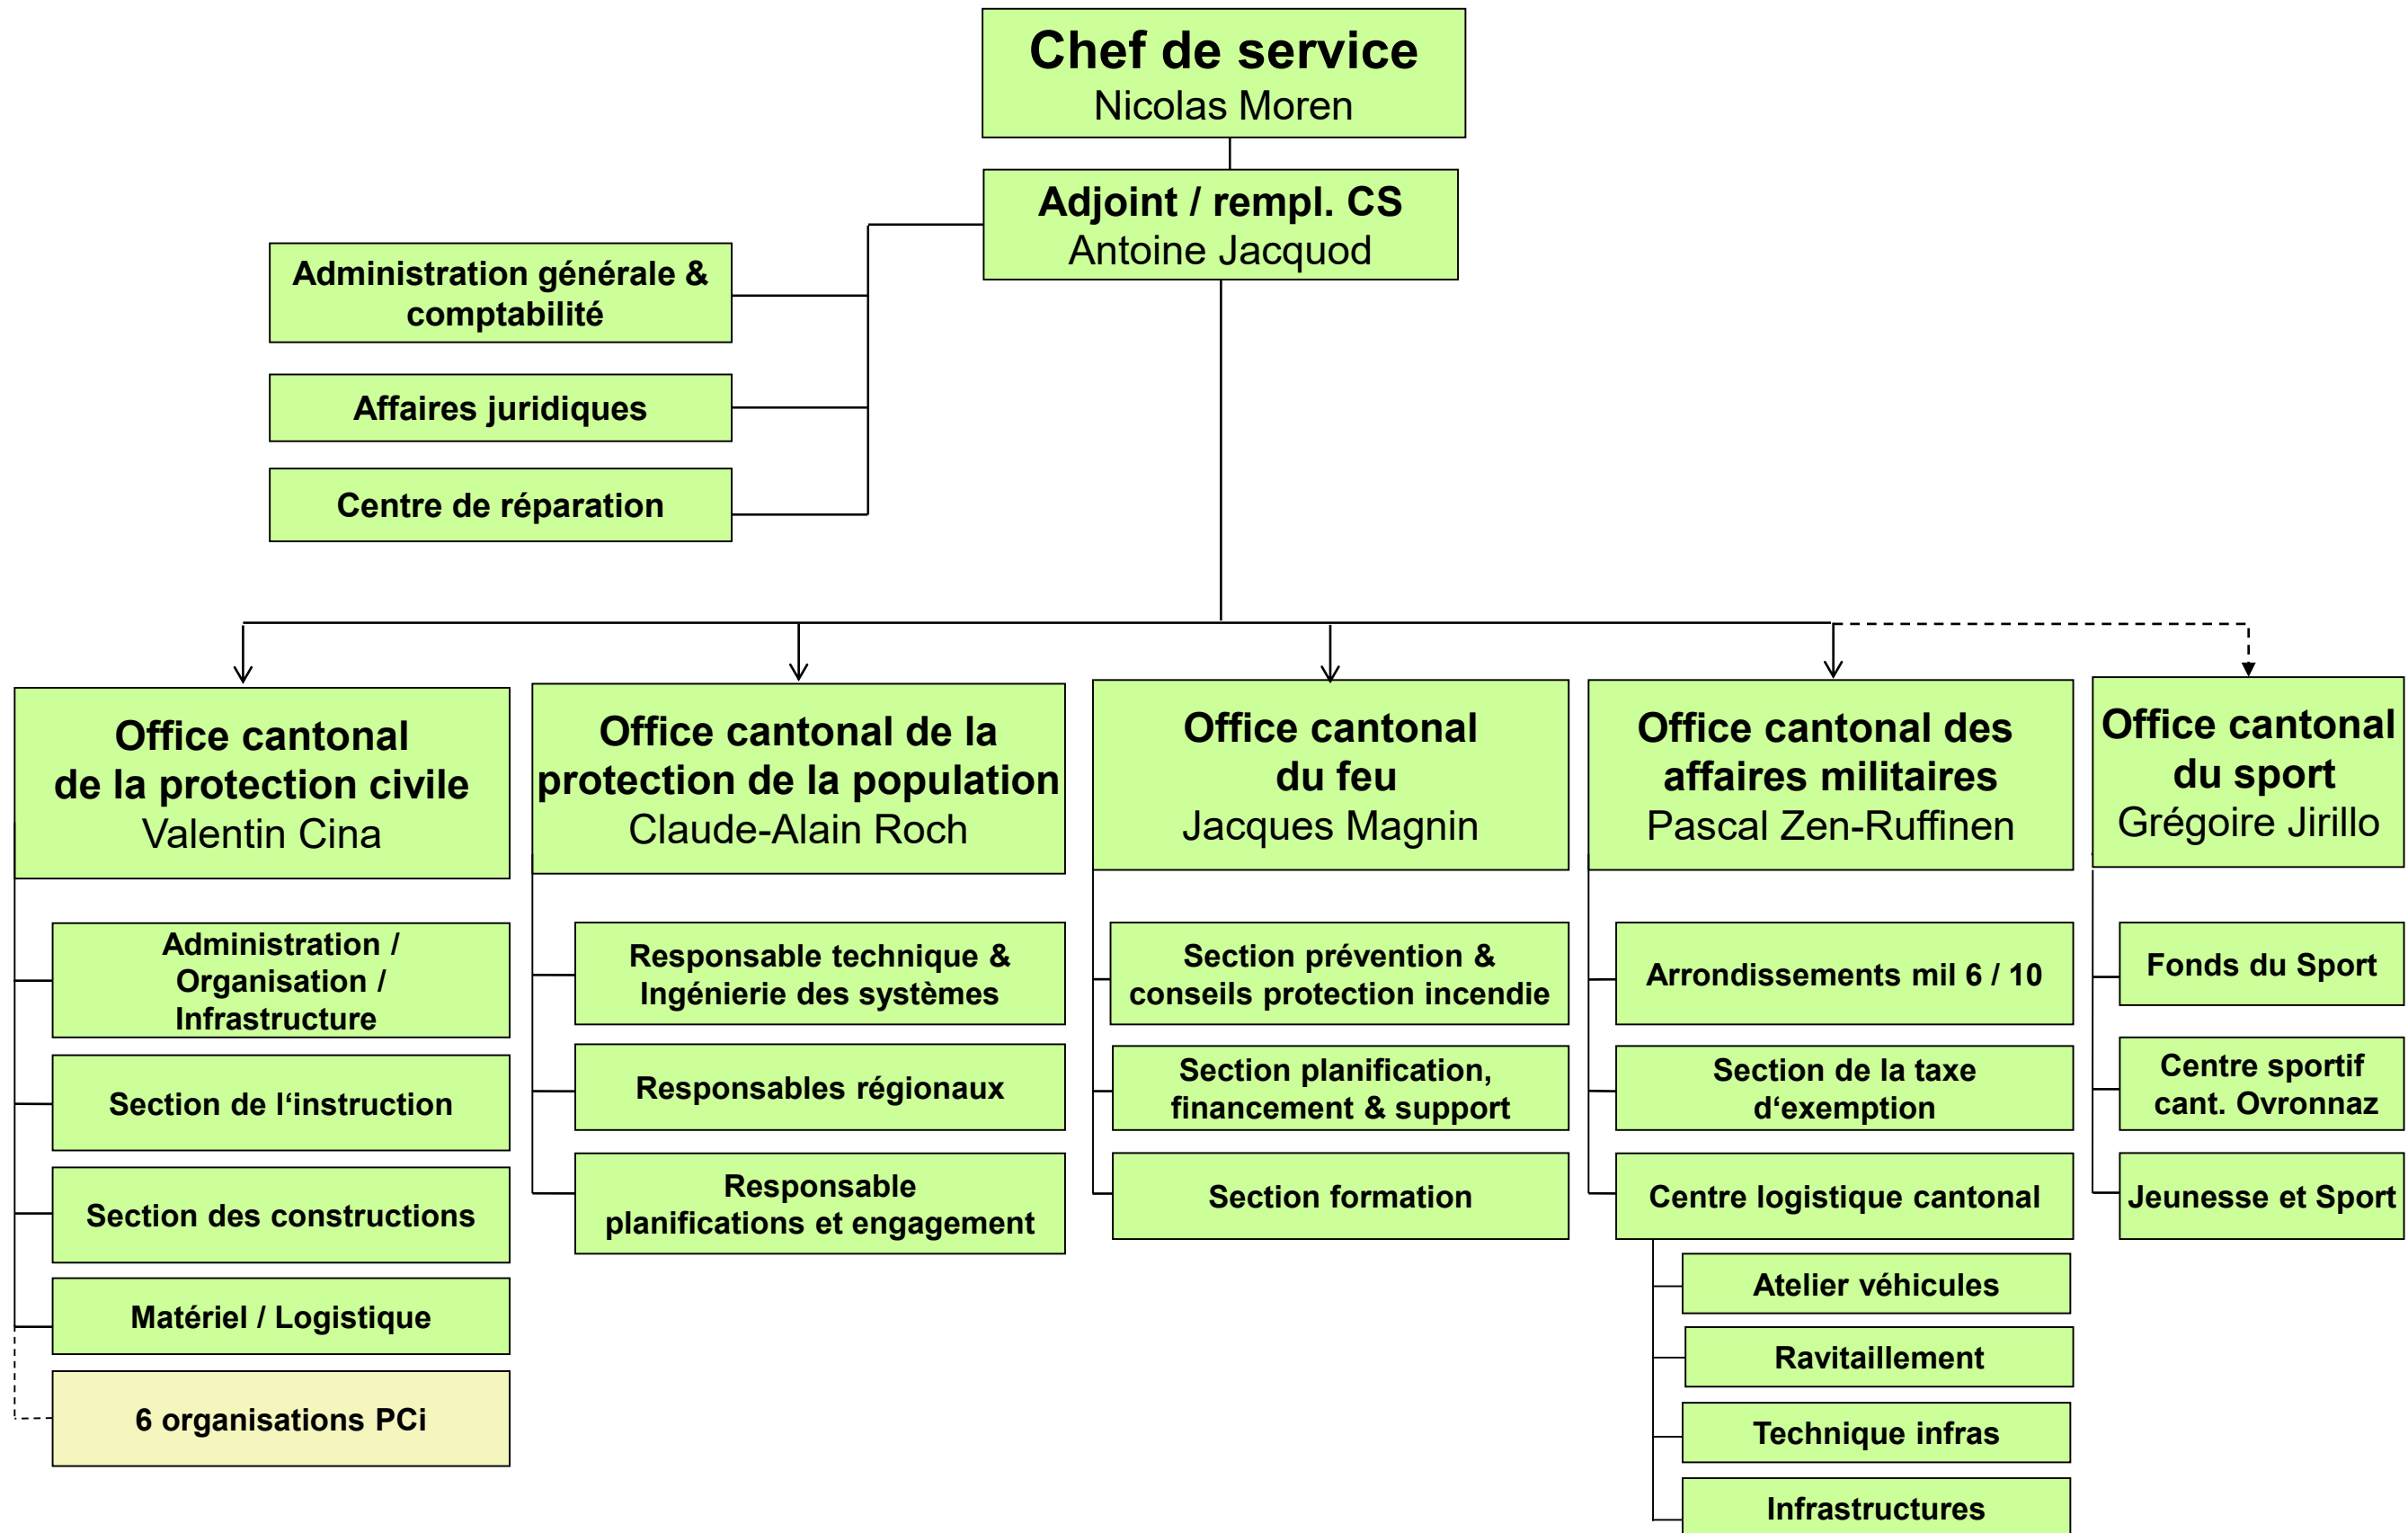 Chef de service
Nicolas Moren
Adjoint / rempl. CS
Antoine Jacquod
Administration générale &
comptabilité
Affaires juridiques
Centre de réparation
Office cantonal
de la protection civile
Valentin Cina
Administration /
Organisation /
Infrastructure
Section de l‘instruction
Section des constructions
Matériel / Logistique
6 organisations PCi
Office cantonal de la
protection de la population
Claude-Alain Roch
Responsable technique &
Ingénierie des systèmes
Responsables régionaux
Responsable
planifications et engagement
Office cantonal
du feu
Jacques Magnin
Section prévention &
conseils protection incendie
Section planification,
financement & support
Section formation
Office cantonal des
affaires militaires
Pascal Zen-Ruffinen
Arrondissements mil 6 / 10
Section de la taxe
d‘exemption
Centre logistique cantonal
Atelier véhicules
Ravitaillement
Technique infras
Infrastructures
Office cantonal
du sport
Grégoire Jirillo
Fonds du Sport
Centre sportif
cant. Ovronnaz
Jeunesse et Sport